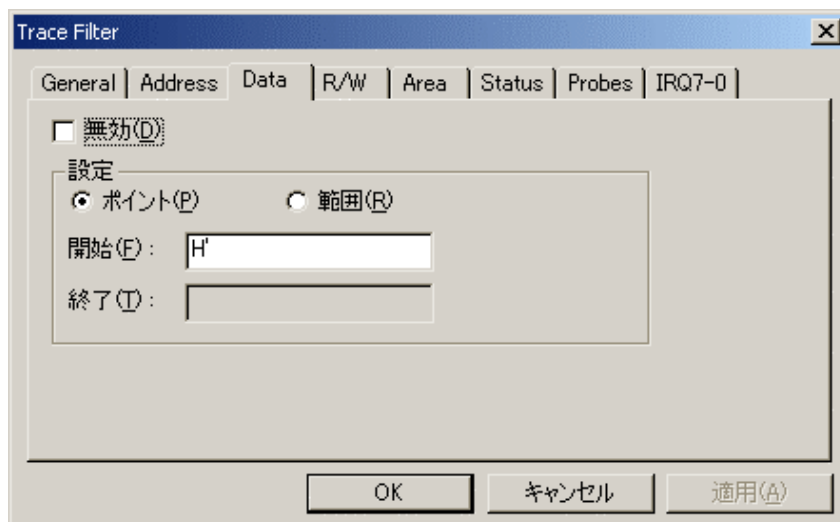 Trace Filter
General Address Data R/W Area Status Probes IRQ7-0
無効(D)
設定
ポイント(P) 範囲(R)
開始(F): H'
終了(T):
OK キャンセル 適用(A)